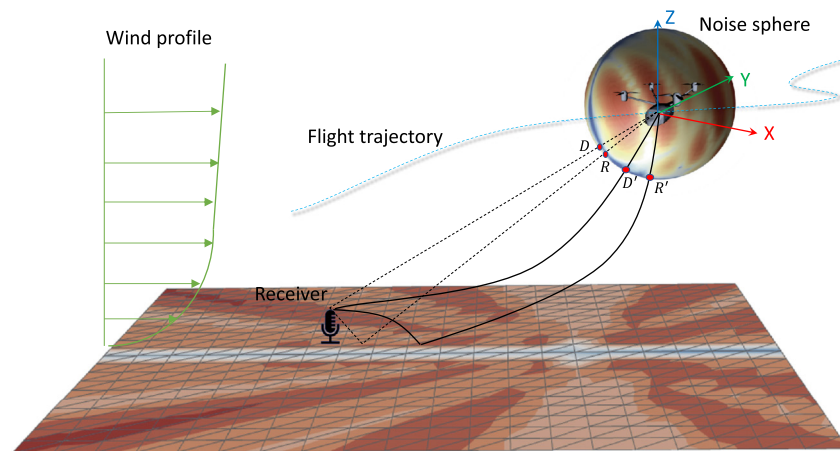 Wind profile
Z
Noise sphere
Y
X
Flight trajectory
D
R
D′
R′
Receiver